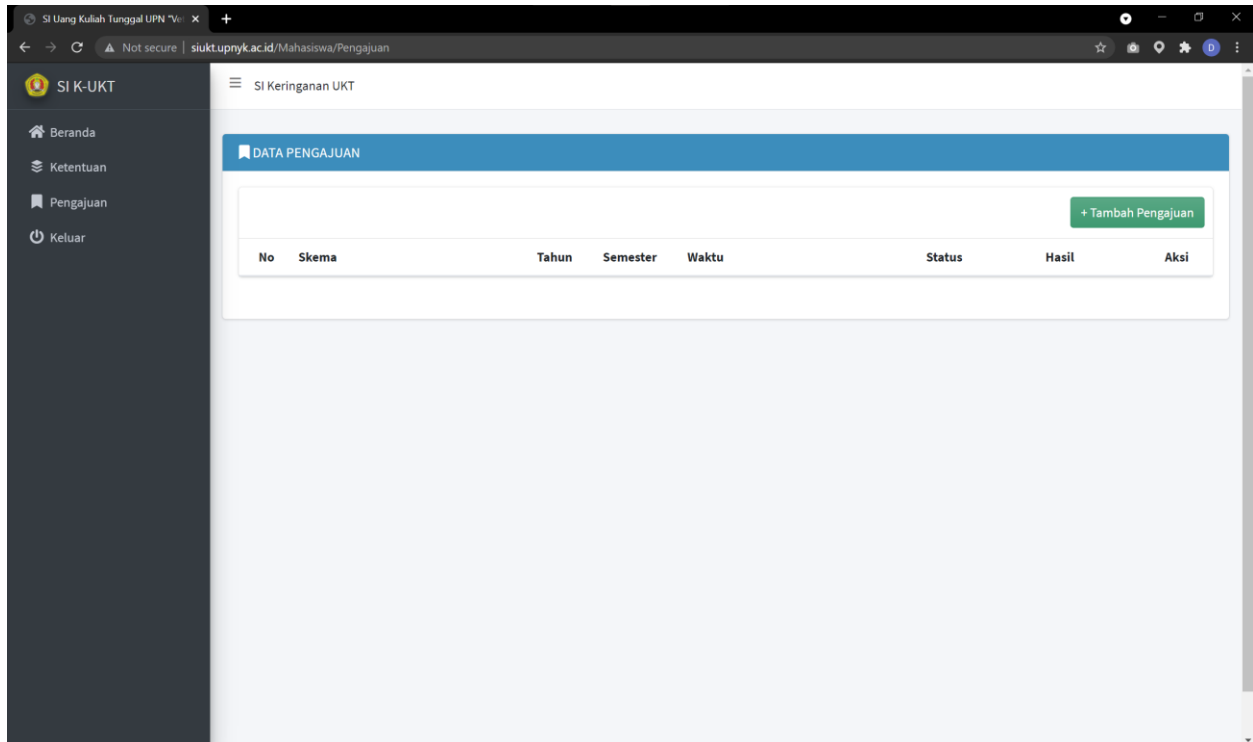 SI Uang Kuliah Tunggal UPN "Ve
Not secure | siukt.upnyk.ac.id/Mahasiswa/Pengajuan
D
SI K-UKT
SI Keringanan UKT
Beranda
Ketentuan
Pengajuan
Keluar
DATA PENGAJUAN
+ Tambah Pengajuan
No Skema Tahun Semester Waktu Status Hasil Aksi